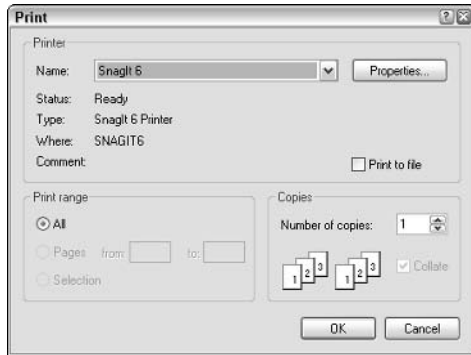 Print
Printer
Name: SnagIt 6 Properties...
Status: Ready
Type: SnagIt 6 Printer
Where: SNAGIT6
Comment: Print to file
Print range
All
Pages from: to:
Selection
Copies
Number of copies: 1
1 2 3 1 2 3 Collate
OK Cancel